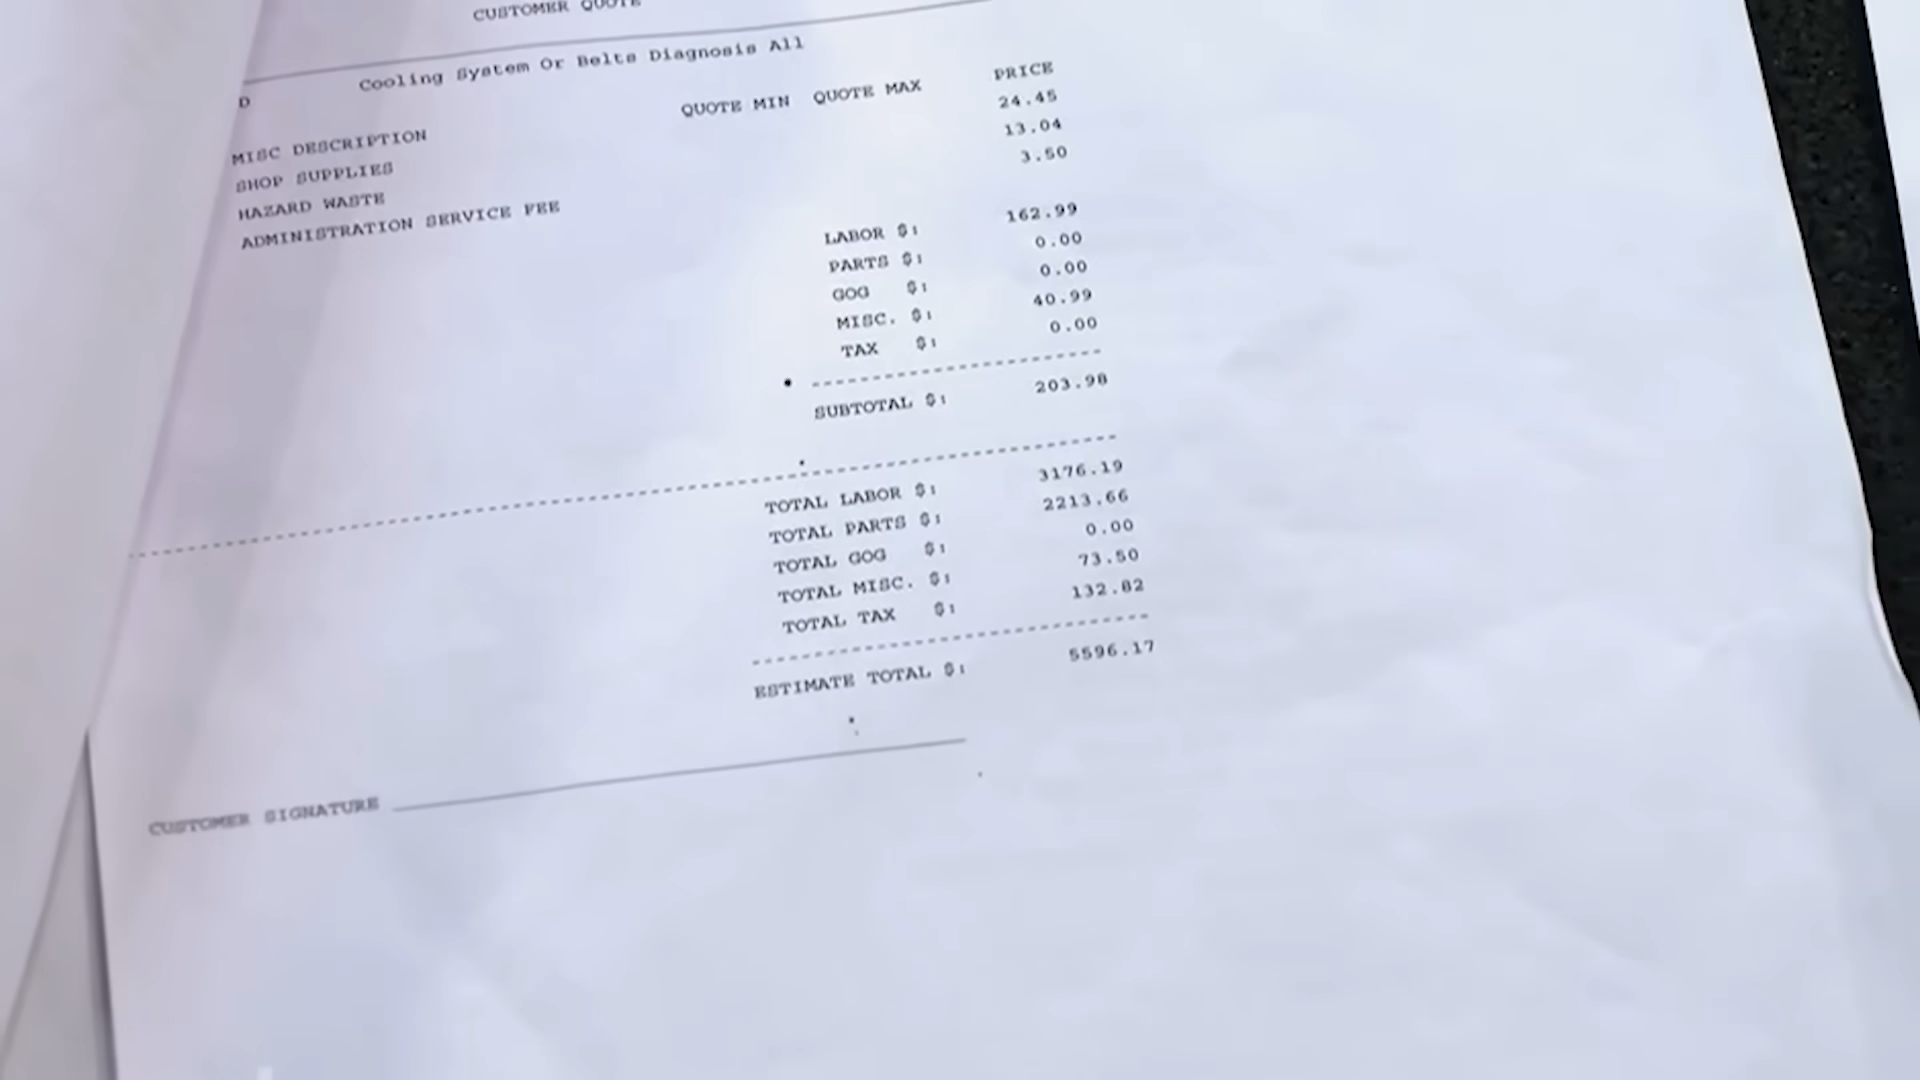 CUSTOMER QUOTE
D Cooling System Or Belts Diagnosis All
MISC DESCRIPTION QUOTE MIN QUOTE MAX PRICE
SHOP SUPPLIES 24.45
HAZARD WASTE 13.04
ADMINISTRATION SERVICE FEE 3.50
LABOR $: 162.99
PARTS $: 0.00
GOG $: 0.00
MISC. $: 40.99
TAX $: 0.00
SUBTOTAL $: 203.98
TOTAL LABOR $: 3176.19
TOTAL PARTS $: 2213.66
TOTAL GOG $: 0.00
TOTAL MISC. $: 73.50
TOTAL TAX $: 132.82
ESTIMATE TOTAL $: 5596.17
CUSTOMER SIGNATURE